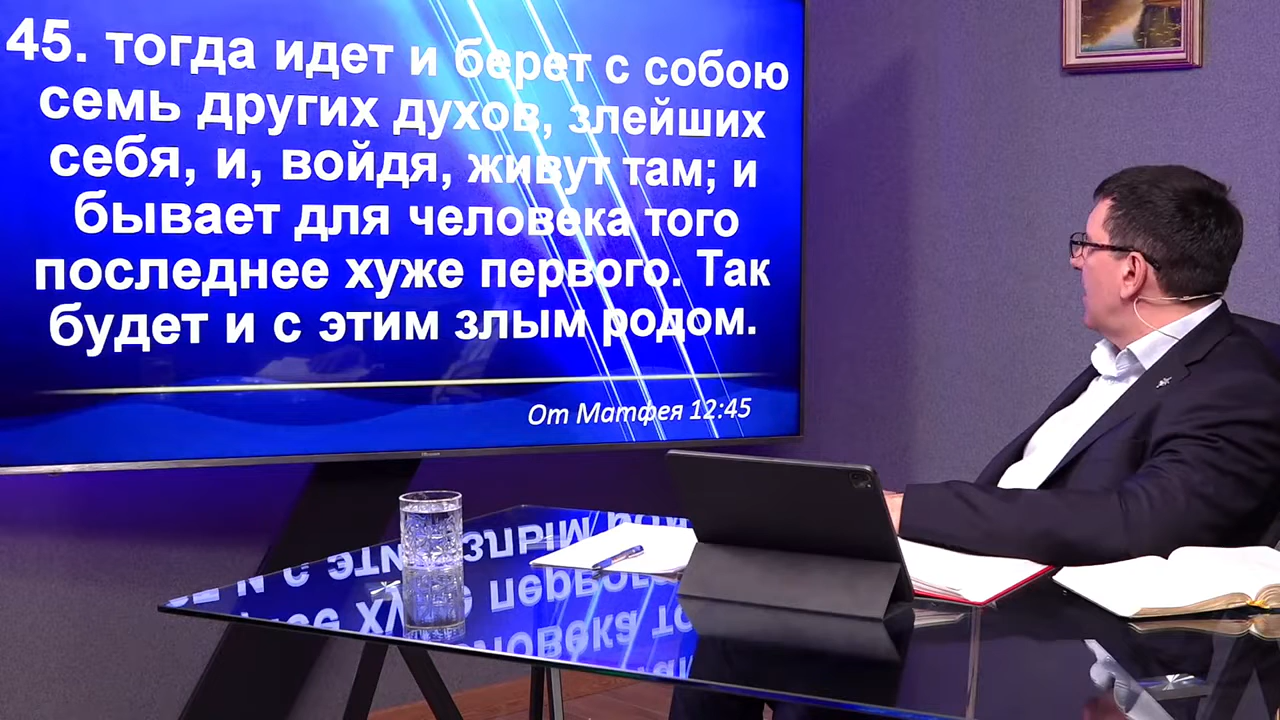 45. тогда идет и берет с собою
семь других духов, злейших
себя, и, войдя, живут там; и
бывает для человека того
последнее хуже первого. Так
будет и с этим злым родом.
От Матфея 12:45